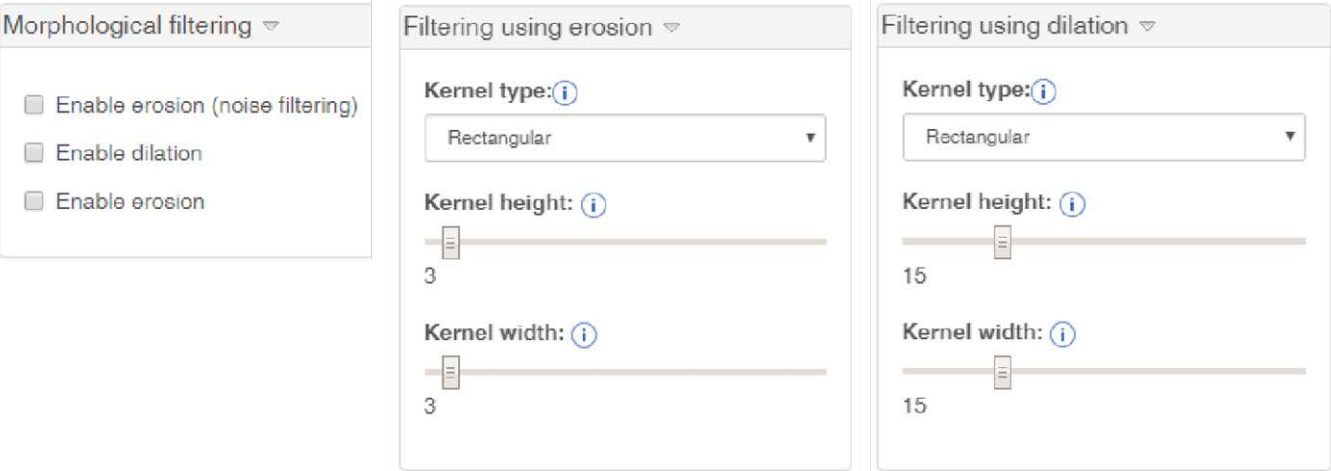 Morphological filtering
Enable erosion (noise filtering)
Enable dilation
Enable erosion
Filtering using erosion
Kernel type:
Rectangular
Kernel height:
3
Kernel width:
3
Filtering using dilation
Kernel type:
Rectangular
Kernel height:
15
Kernel width:
15